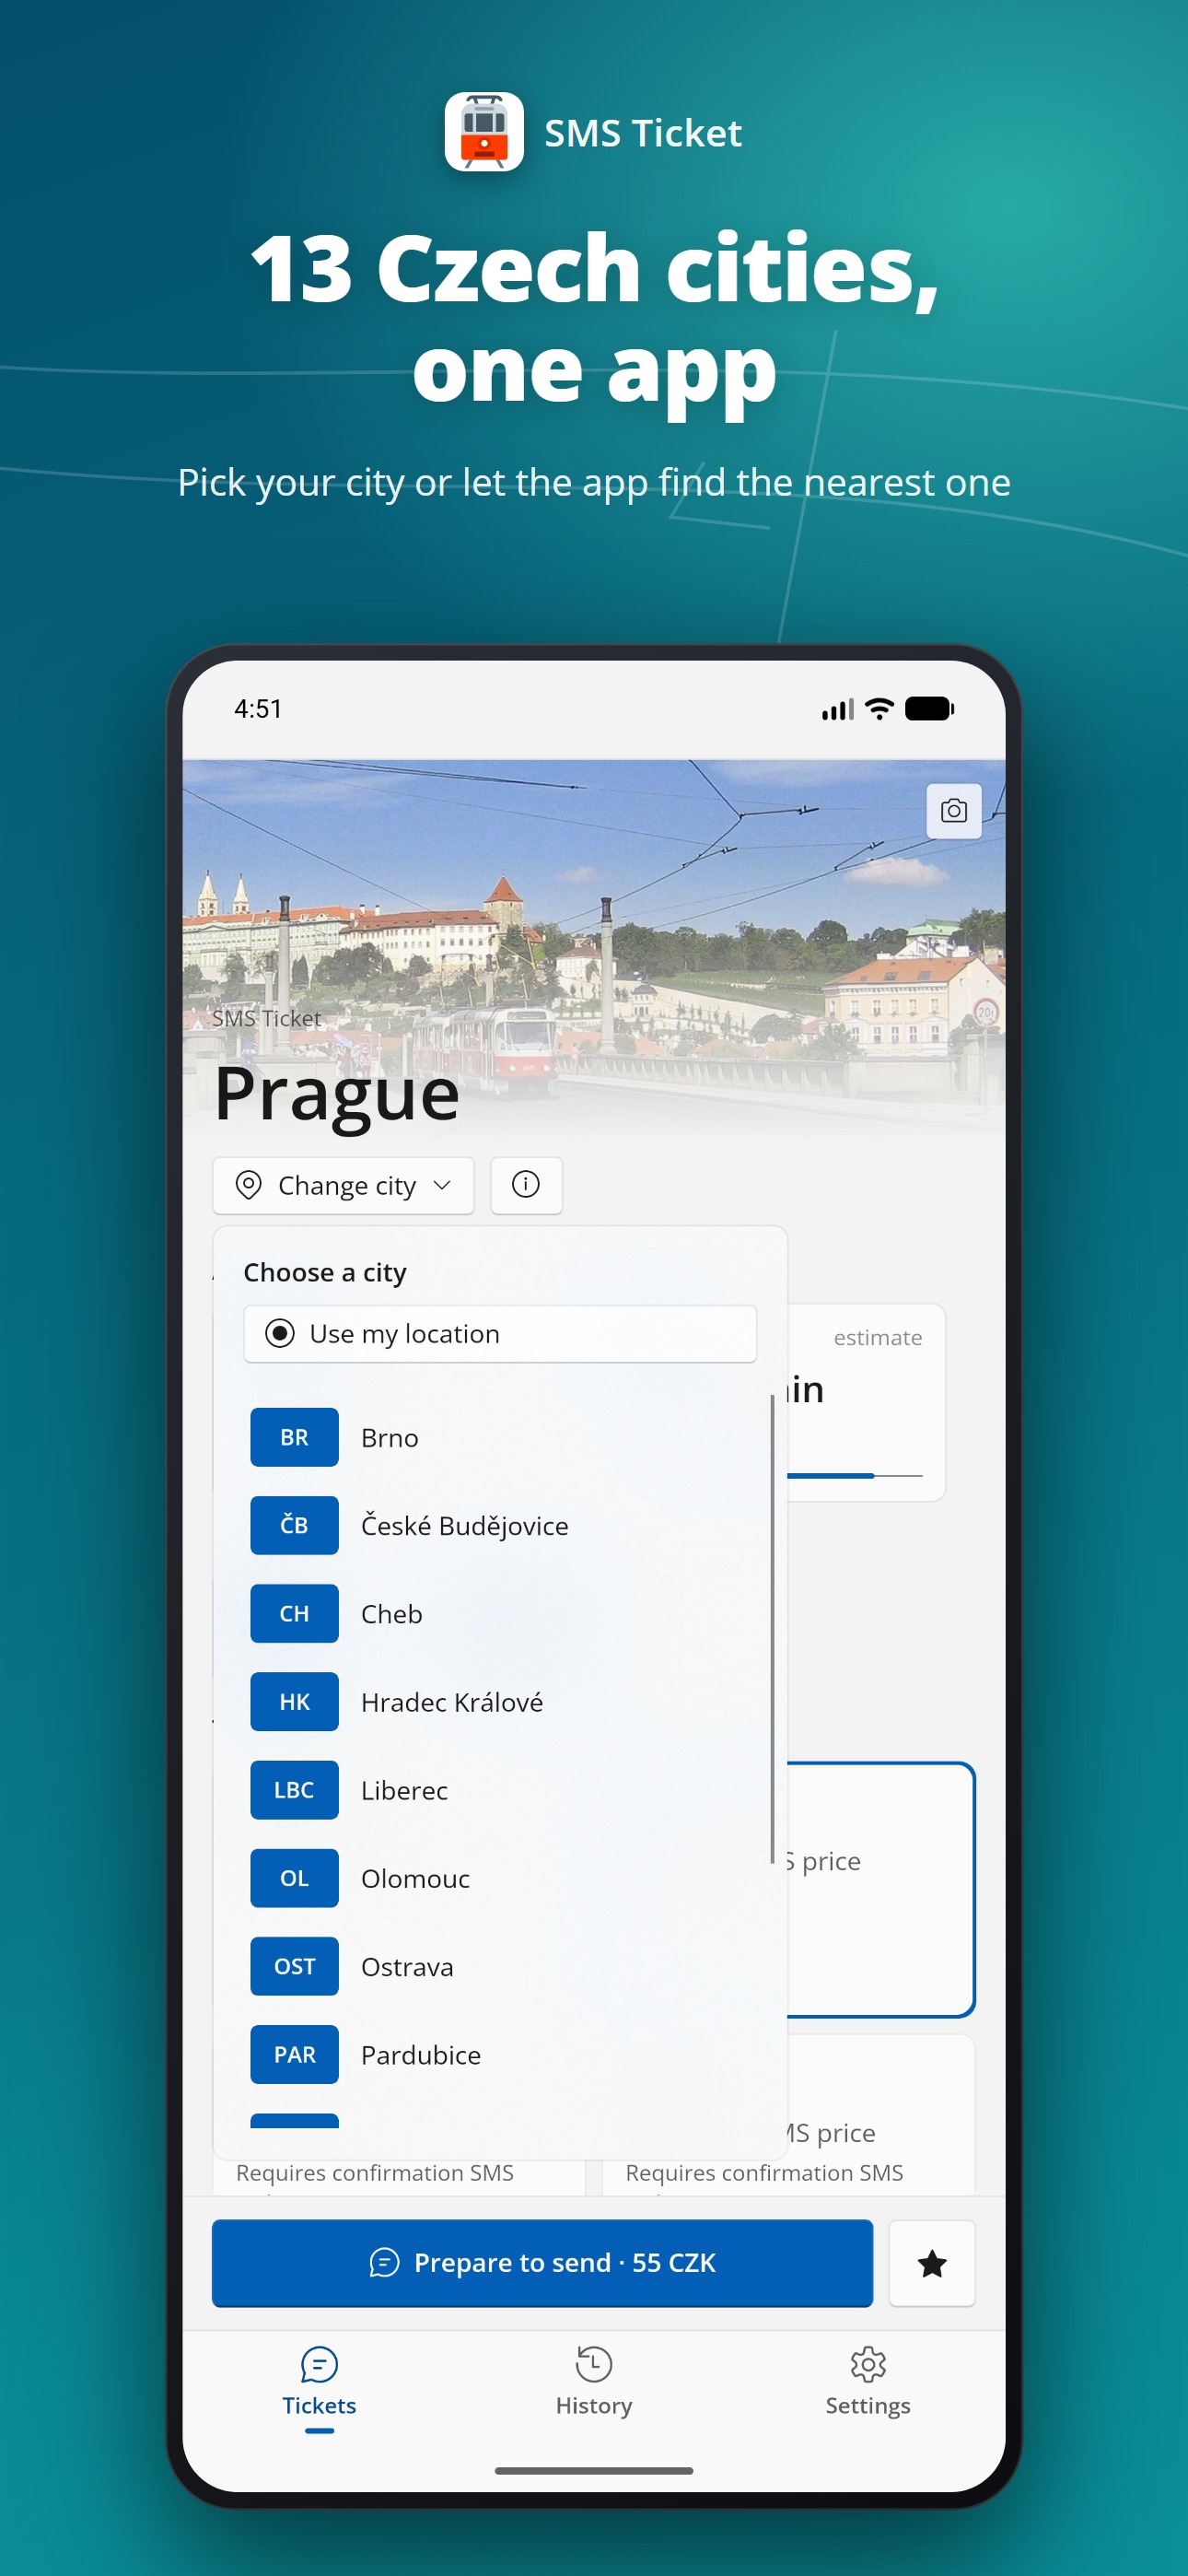 SMS Ticket
13 Czech cities,
one app
Pick your city or let the app find the nearest one
4:51
20t
SMS Ticket
Prague
Change city
Choose a city
Use my location
estimate
BR Brno
ČB České Budějovice
CH Cheb
HK Hradec Králové
LBC Liberec
OL Olomouc
price
OST Ostrava
PAR Pardubice
price
Requires confirmation SMS
Requires confirmation SMS
Prepare to send · 55 CZK
Tickets
History
Settings